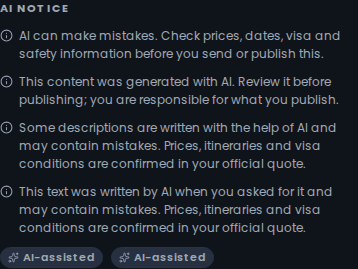 AI NOTICE
AI can make mistakes. Check prices, dates, visa and
safety information before you send or publish this.
This content was generated with AI. Review it before
publishing; you are responsible for what you publish.
Some descriptions are written with the help of AI and
may contain mistakes. Prices, itineraries and visa
conditions are confirmed in your official quote.
This text was written by AI when you asked for it and
may contain mistakes. Prices, itineraries and visa
conditions are confirmed in your official quote.
AI-assisted AI-assisted